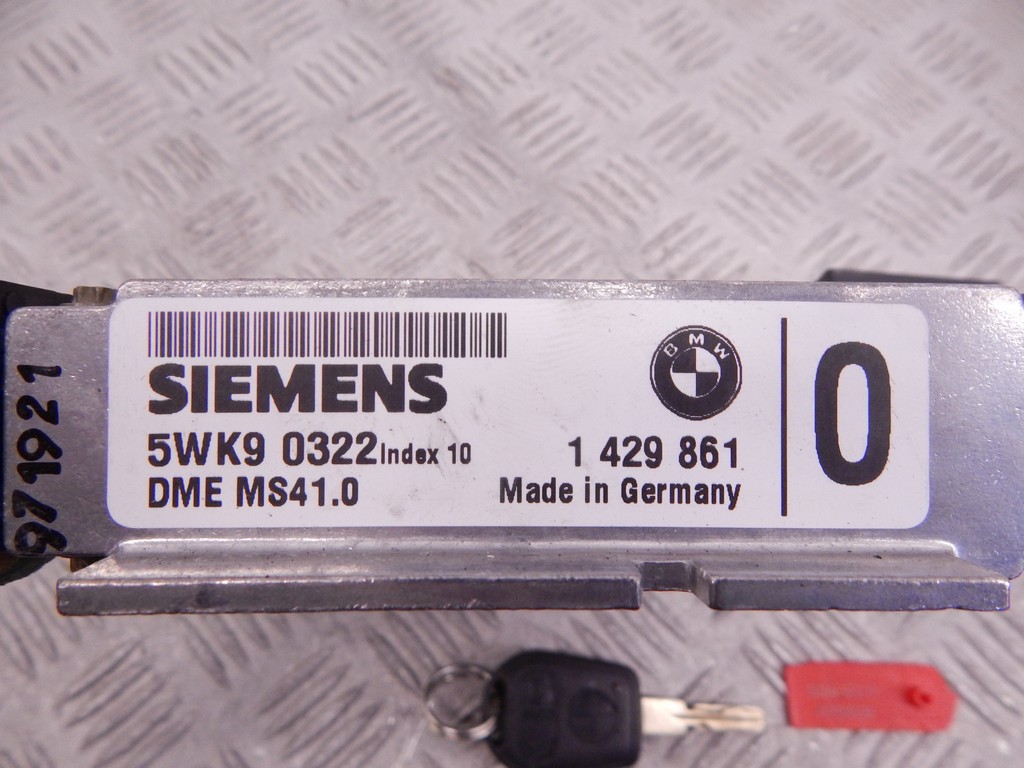 SIEMENS
5WK9 0322 Index 10
DME MS41.0
BMW
1 429 861
Made in Germany
0
971921